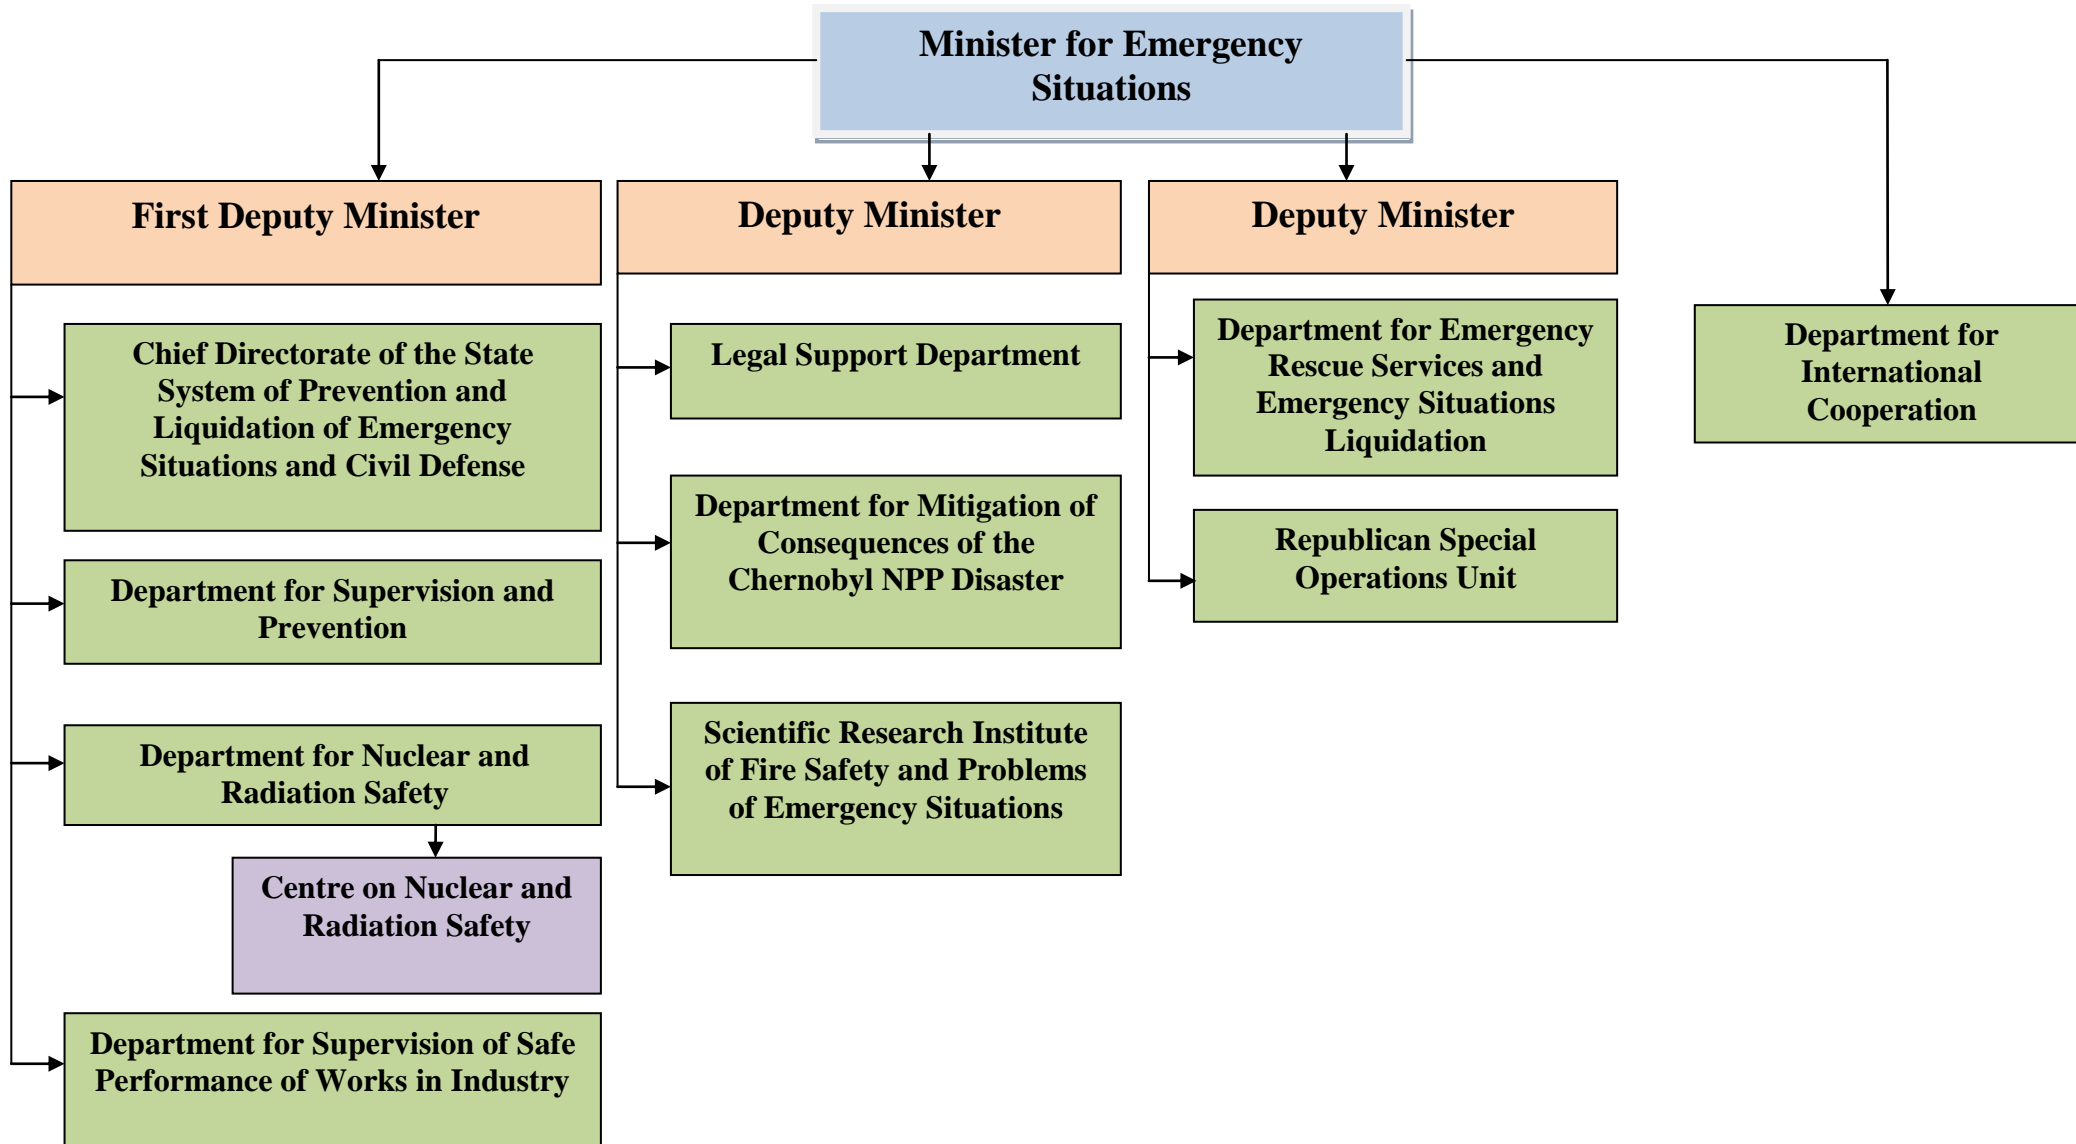 Minister for Emergency
Situations
First Deputy Minister
Deputy Minister
Deputy Minister
Chief Directorate of the State
System of Prevention and
Liquidation of Emergency
Situations and Civil Defense
Department for Supervision and
Prevention
Department for Nuclear and
Radiation Safety
Centre on Nuclear and
Radiation Safety
Department for Supervision of Safe
Performance of Works in Industry
Legal Support Department
Department for Mitigation of
Consequences of the
Chernobyl NPP Disaster
Scientific Research Institute
of Fire Safety and Problems
of Emergency Situations
Department for Emergency
Rescue Services and
Emergency Situations
Liquidation
Republican Special
Operations Unit
Department for
International
Cooperation